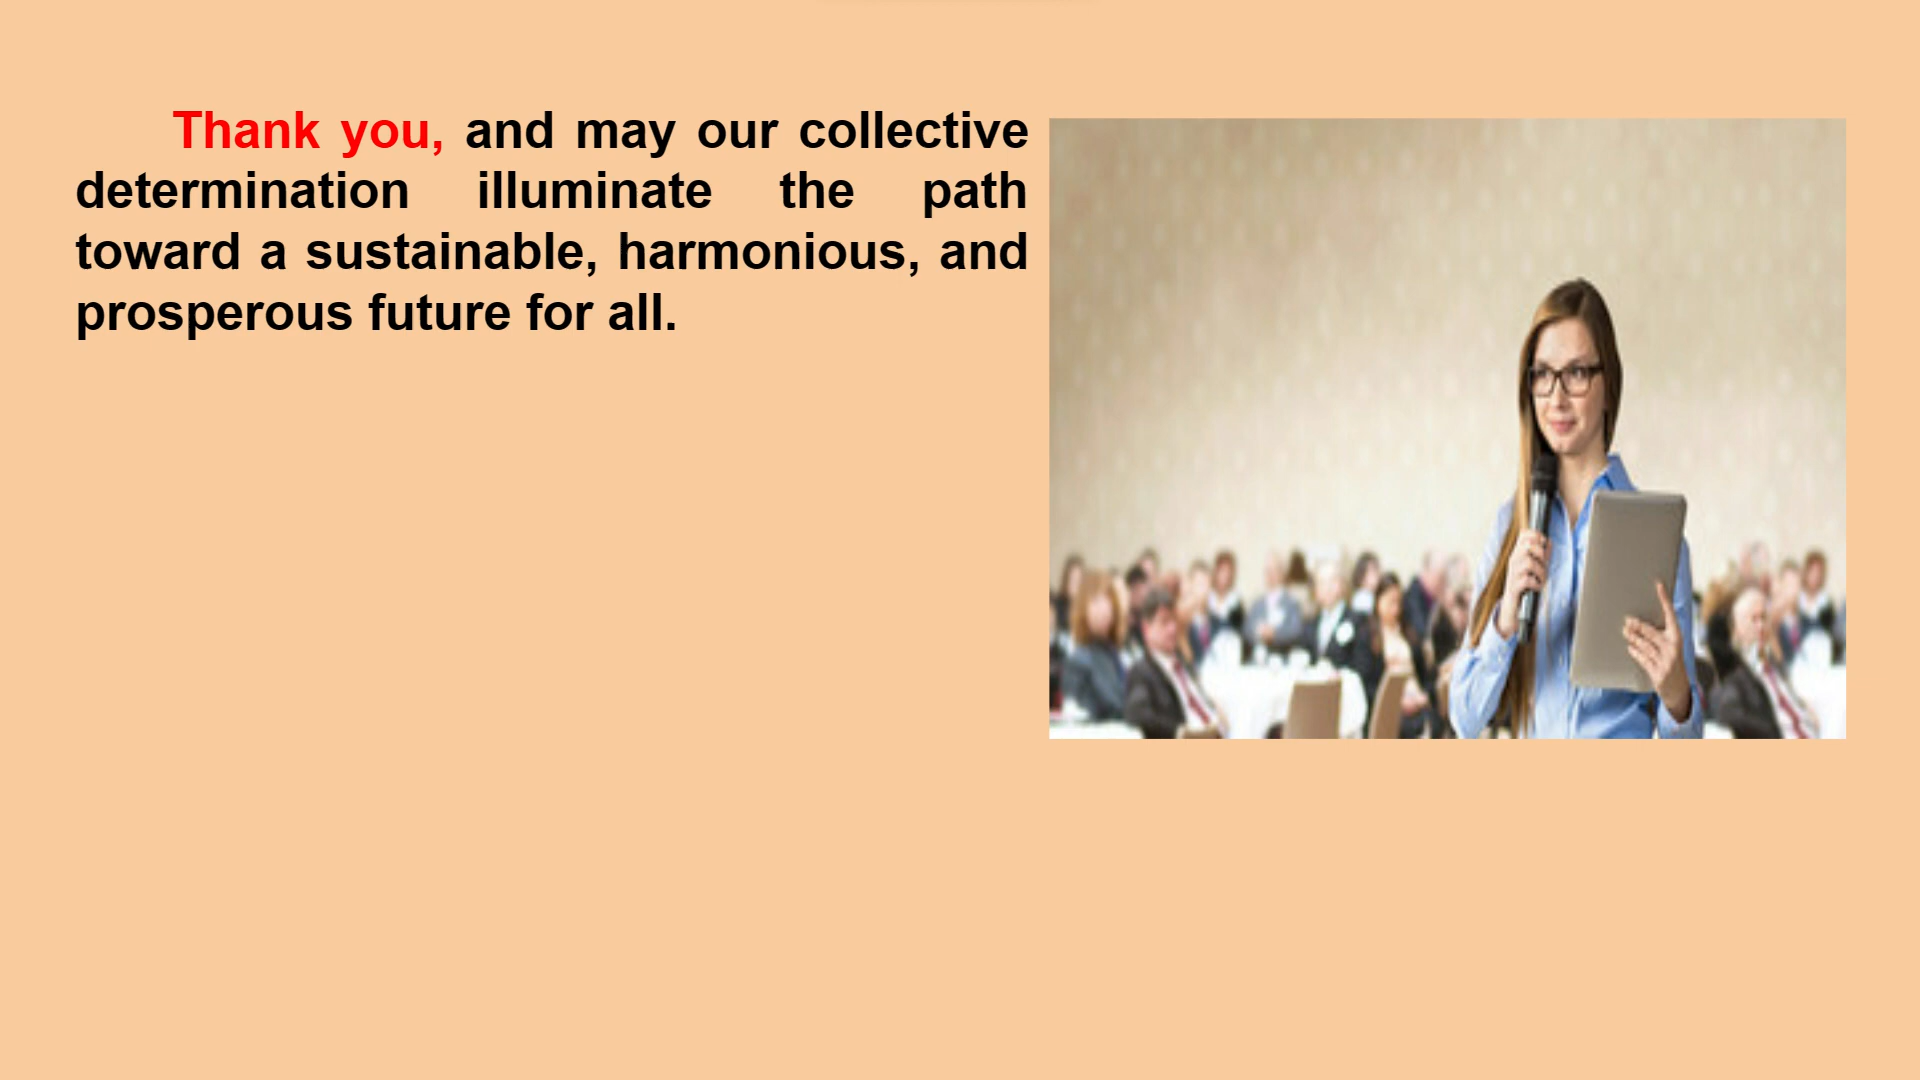 Thank you, and may our collective
determination illuminate the path
toward a sustainable, harmonious, and
prosperous future for all.